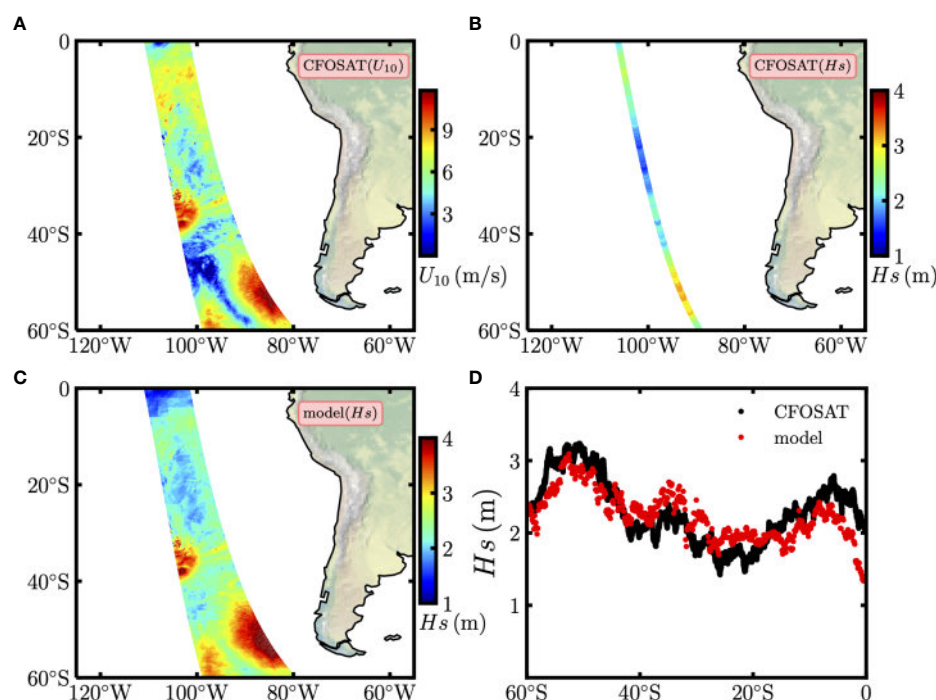 A
0
20°S
40°S
60°S
120°W
100°W
80°W
60°W
CFOSAT(U₁₀)
9
6
3
U₁₀ (m/s)
B
0
20°S
40°S
60°S
120°W
100°W
80°W
60°W
CFOSAT(Hs)
4
3
2
1
Hs (m)
C
0
20°S
40°S
60°S
120°W
100°W
80°W
60°W
model(Hs)
4
3
2
1
Hs (m)
D
4
3
2
1
Hs (m)
CFOSAT
model
60°S
40°S
20°S
0